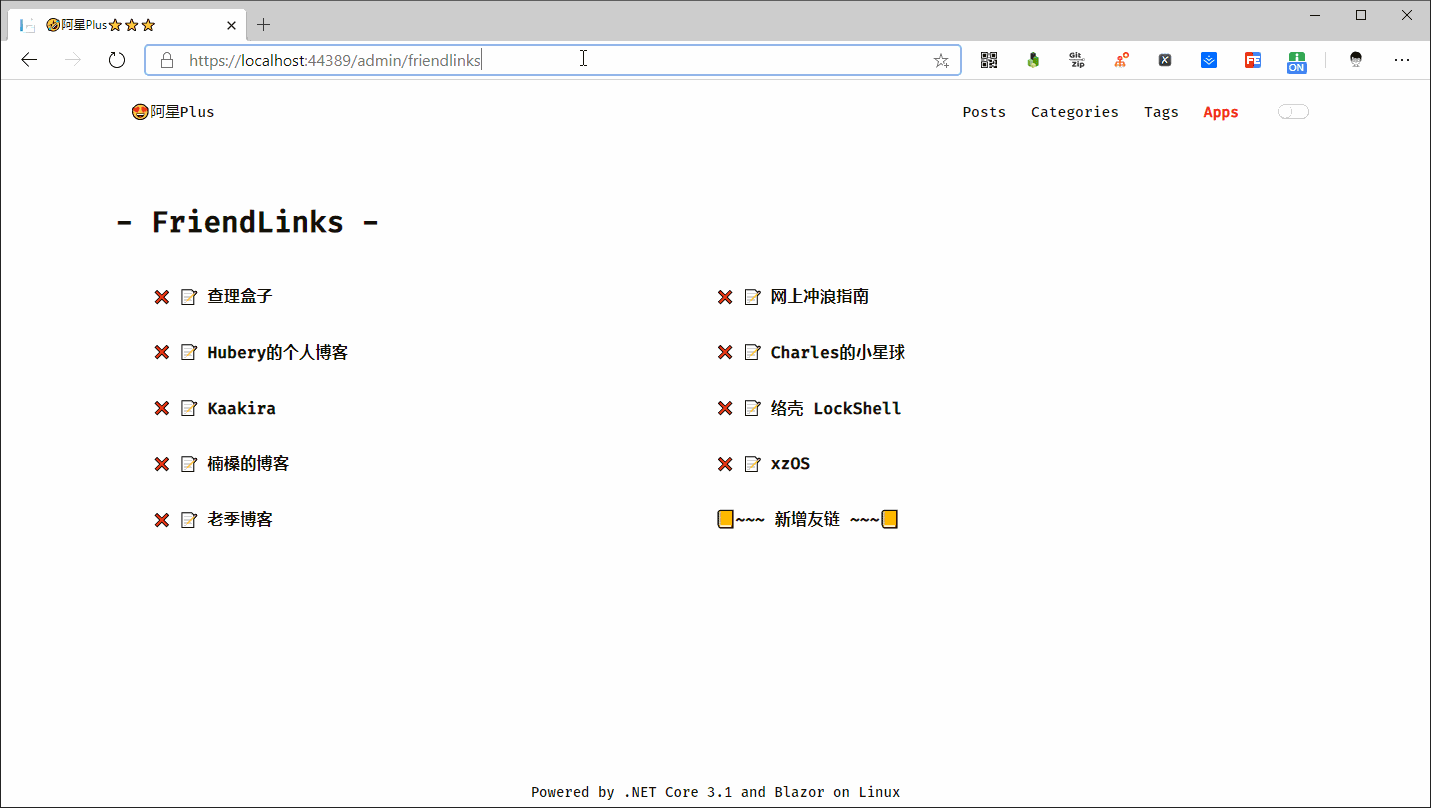 🤣阿星Plus⭐⭐⭐
https://localhost:44389/admin/friendlinks
Git
Zip
X
FE
ON
😍阿星Plus
Posts Categories Tags Apps
- FriendLinks -
❌ 📝 查理盒子
❌ 📝 网上冲浪指南
❌ 📝 Hubery的个人博客
❌ 📝 Charles的小星球
❌ 📝 Kaakira
❌ 📝 络壳 LockShell
❌ 📝 楠橾的博客
❌ 📝 xzOS
❌ 📝 老季博客
📒~~~ 新增友链 ~~~📒
Powered by .NET Core 3.1 and Blazor on Linux